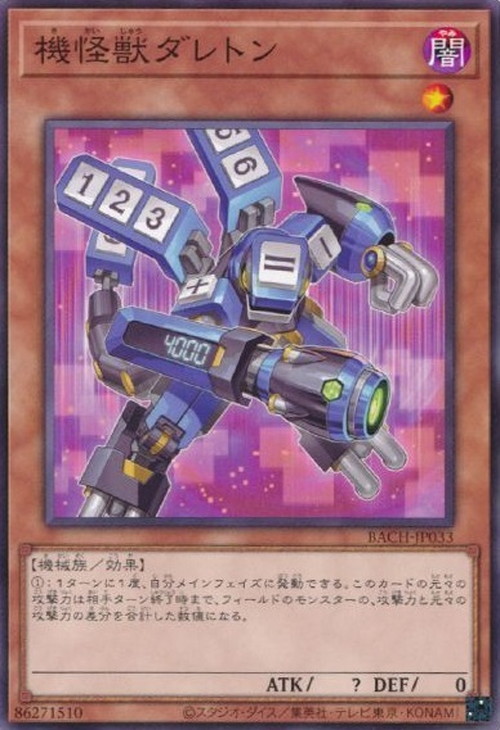 機怪獣ダレトン
闇
1 2 3
5
6
+
=
-
4000
BACH-JP033
【機械族/効果】
①:1ターンに1度、自分メインフェイズに発動できる。このカードの元々の
攻撃力は相手ターン終了時まで、フィールドのモンスターの、攻撃力と元々の
攻撃力の差分を合計した数値になる。
ATK/ ? DEF/ 0
86271510
©スタジオ・ダイス/集英社・テレビ東京・KONAMI